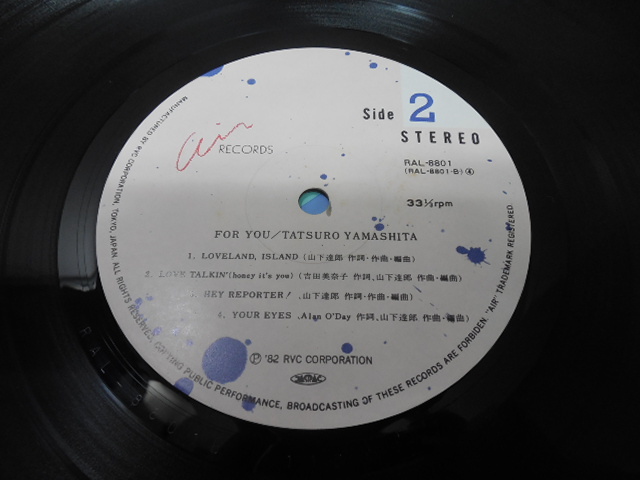 Side 2
STEREO
air RECORDS
RAL-8801
(RAL-8801-B) ④
33⅓rpm
FOR YOU/TATSURO YAMASHITA
1. LOVELAND, ISLAND (山下達郎 作詞・作曲・編曲)
2. LOVE TALKIN' (honey it's you) (吉田美奈子 作詞、山下達郎 作曲・編曲)
3. HEY REPORTER! (山下達郎 作詞・作曲・編曲)
4. YOUR EYES (Alan O'Day 作詞、山下達郎 作曲・編曲)
Ⓟ '82 RVC CORPORATION
MANUFACTURED BY RVC CORPORATION, TOKYO, JAPAN. ALL RIGHTS RESERVED. COPYING PUBLIC PERFORMANCE, BROADCASTING OF THESE RECORDS ARE FORBIDDEN. "AIR" TRADEMARK REGISTERED.